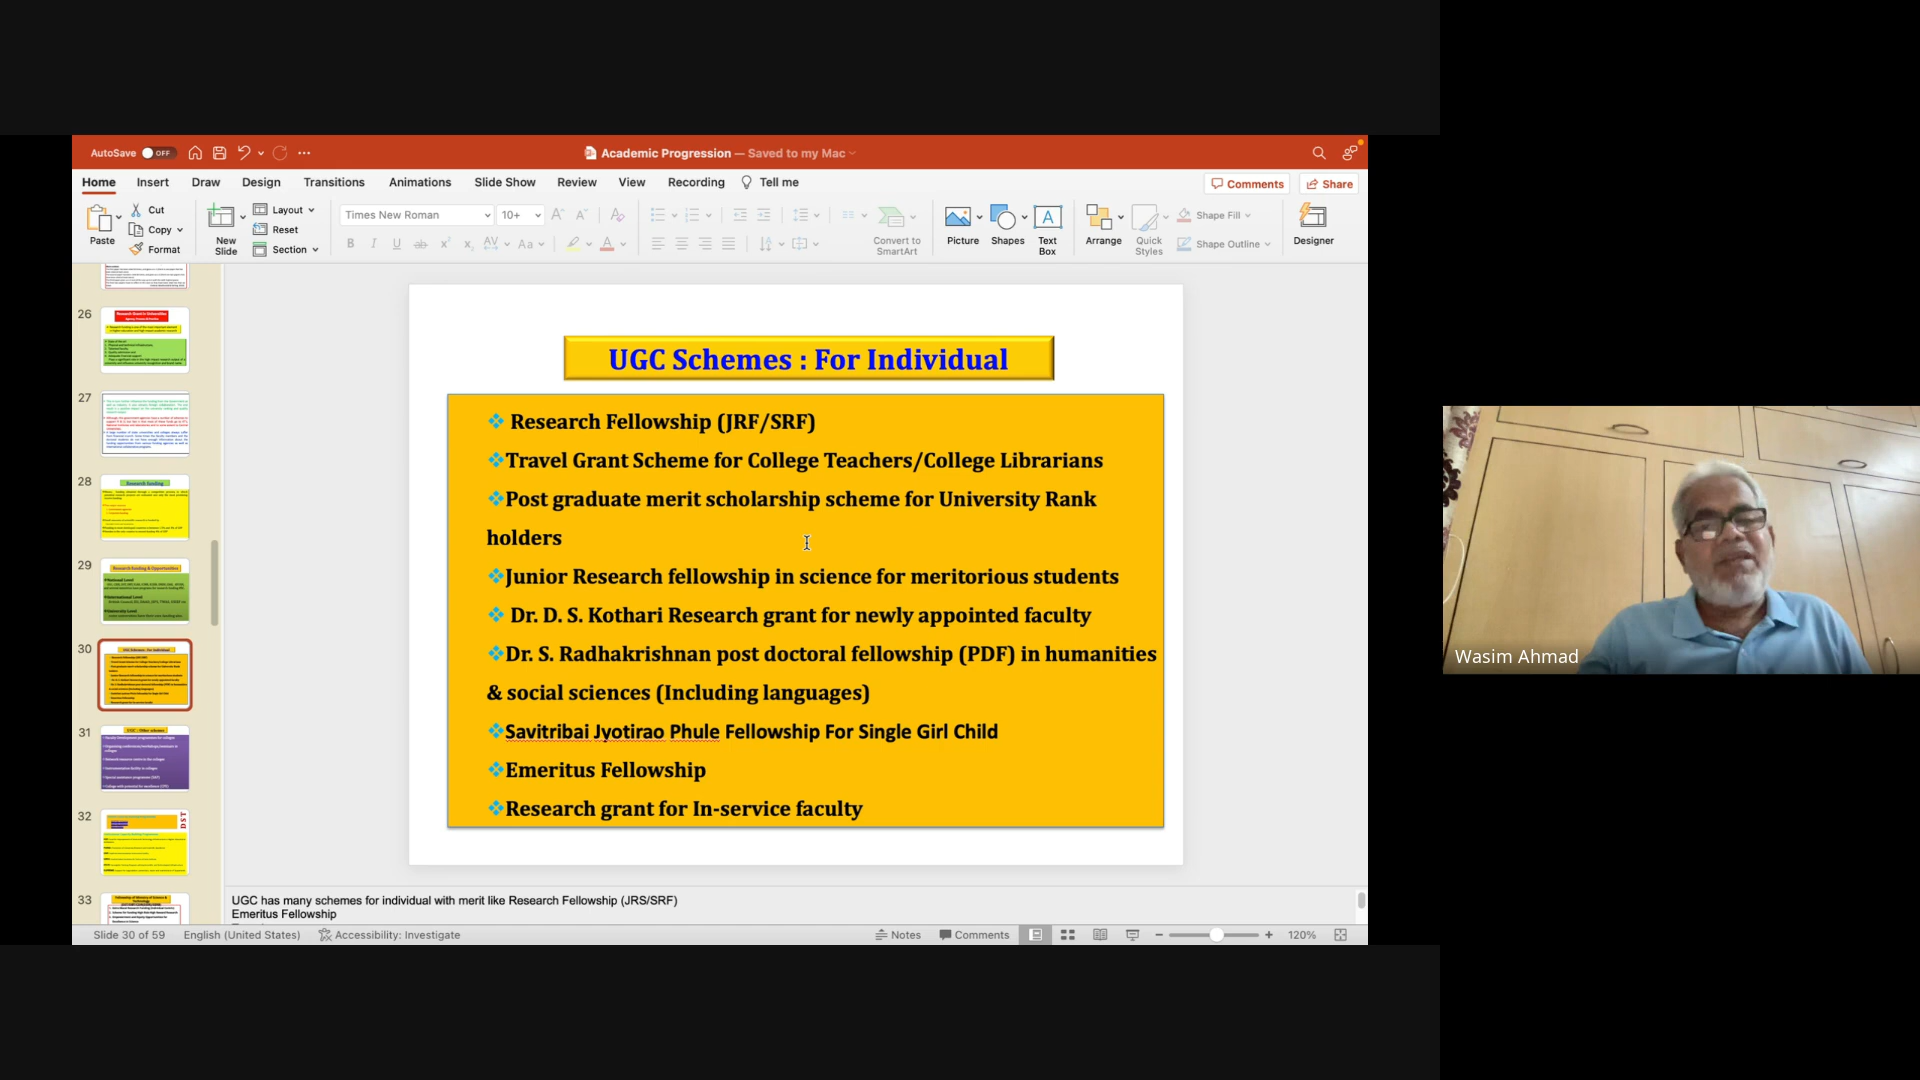 AutoSave OFF
Academic Progression — Saved to my Mac
Home Insert Draw Design Transitions Animations Slide Show Review View Recording Tell me
Comments Share
Paste
Cut
Copy
Format
New
Slide
Layout
Reset
Section
Times New Roman
10+
Convert to
SmartArt
Picture
Shapes
Text
Box
Arrange
Quick
Styles
Shape Fill
Shape Outline
Designer
26
27
28
Research funding
29
Research funding & Opportunities
30
31
32
DST
33
UGC Schemes : For Individual
Research Fellowship (JRF/SRF)
Travel Grant Scheme for College Teachers/College Librarians
Post graduate merit scholarship scheme for University Rank
holders
Junior Research fellowship in science for meritorious students
Dr. D. S. Kothari Research grant for newly appointed faculty
Dr. S. Radhakrishnan post doctoral fellowship (PDF) in humanities
& social sciences (Including languages)
Savitribai Jyotirao Phule Fellowship For Single Girl Child
Emeritus Fellowship
Research grant for In-service faculty
UGC has many schemes for individual with merit like Research Fellowship (JRS/SRF)
Emeritus Fellowship
Slide 30 of 59 English (United States) Accessibility: Investigate
Notes Comments 120%
Wasim Ahmad